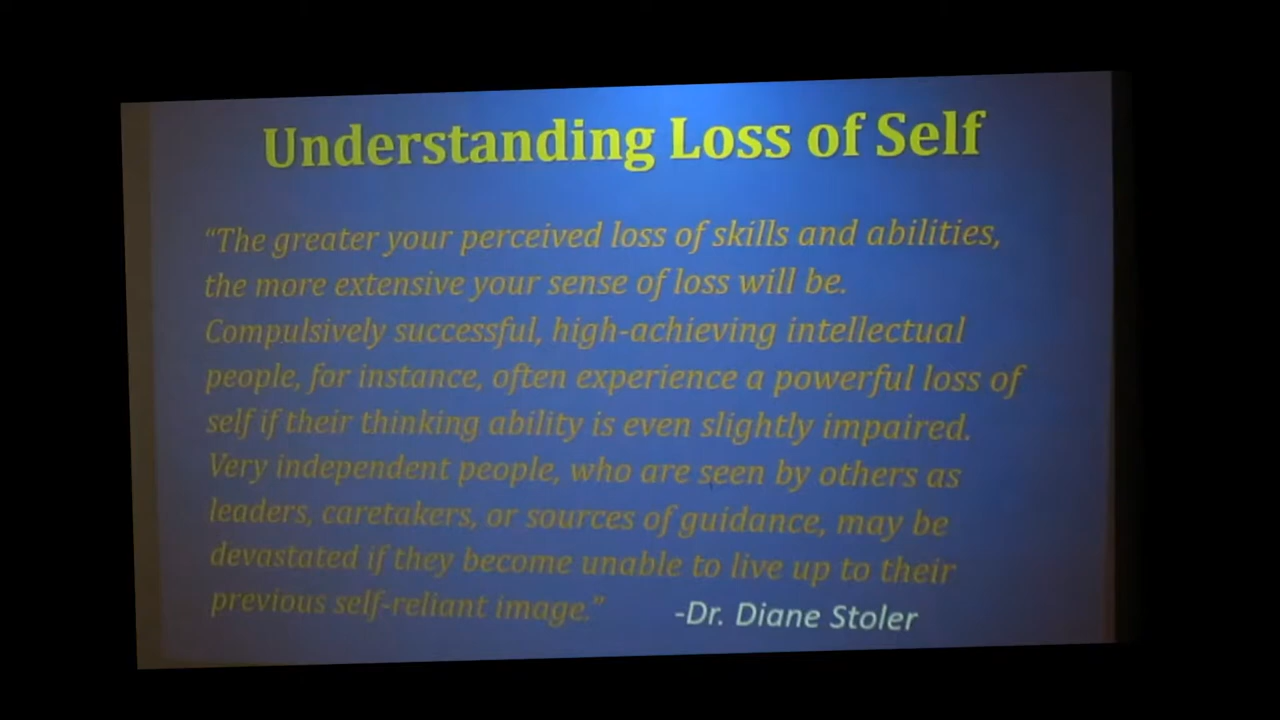 Understanding Loss of Self
“The greater your perceived loss of skills and abilities,
the more extensive your sense of loss will be.
Compulsively successful, high-achieving intellectual
people, for instance, often experience a powerful loss of
self if their thinking ability is even slightly impaired.
Very independent people, who are seen by others as
leaders, caretakers, or sources of guidance, may be
devastated if they become unable to live up to their
previous self-reliant image.” -Dr. Diane Stoler